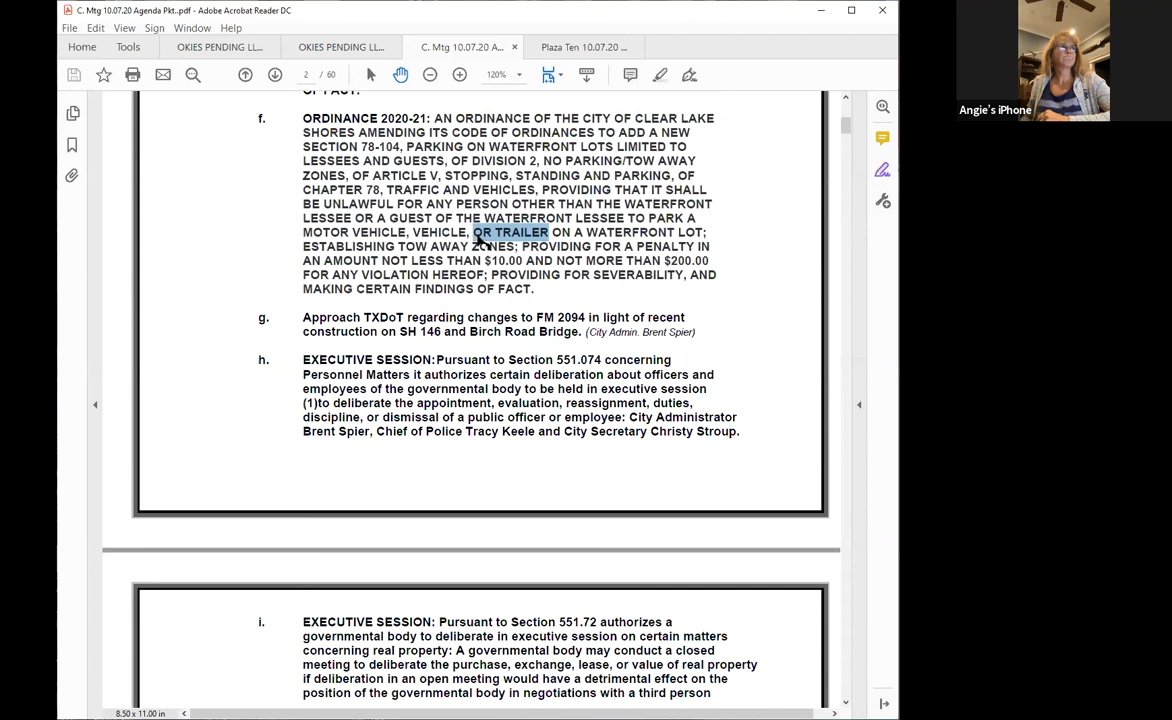 C. Mtg 10.07.20 Agenda Pkt..pdf - Adobe Acrobat Reader DC
File Edit View Sign Window Help
Home Tools OKIES PENDING LL... OKIES PENDING LL... C. Mtg 10.07.20 A... × Plaza Ten 10.07.20 ...
2 / 60 120%
OF FACT.
f. ORDINANCE 2020-21: AN ORDINANCE OF THE CITY OF CLEAR LAKE
SHORES AMENDING ITS CODE OF ORDINANCES TO ADD A NEW
SECTION 78-104, PARKING ON WATERFRONT LOTS LIMITED TO
LESSEES AND GUESTS, OF DIVISION 2, NO PARKING/TOW AWAY
ZONES, OF ARTICLE V, STOPPING, STANDING AND PARKING, OF
CHAPTER 78, TRAFFIC AND VEHICLES, PROVIDING THAT IT SHALL
BE UNLAWFUL FOR ANY PERSON OTHER THAN THE WATERFRONT
LESSEE OR A GUEST OF THE WATERFRONT LESSEE TO PARK A
MOTOR VEHICLE, VEHICLE, OR TRAILER ON A WATERFRONT LOT;
ESTABLISHING TOW AWAY ZONES; PROVIDING FOR A PENALTY IN
AN AMOUNT NOT LESS THAN $10.00 AND NOT MORE THAN $200.00
FOR ANY VIOLATION HEREOF; PROVIDING FOR SEVERABILITY, AND
MAKING CERTAIN FINDINGS OF FACT.
g. Approach TXDoT regarding changes to FM 2094 in light of recent
construction on SH 146 and Birch Road Bridge. (City Admin. Brent Spier)
h. EXECUTIVE SESSION:Pursuant to Section 551.074 concerning
Personnel Matters it authorizes certain deliberation about officers and
employees of the governmental body to be held in executive session
(1)to deliberate the appointment, evaluation, reassignment, duties,
discipline, or dismissal of a public officer or employee: City Administrator
Brent Spier, Chief of Police Tracy Keele and City Secretary Christy Stroup.
i. EXECUTIVE SESSION: Pursuant to Section 551.72 authorizes a
governmental body to deliberate in executive session on certain matters
concerning real property: A governmental body may conduct a closed
meeting to deliberate the purchase, exchange, lease, or value of real property
if deliberation in an open meeting would have a detrimental effect on the
position of the governmental body in negotiations with a third person
8.50 x 11.00 in
Angie's iPhone